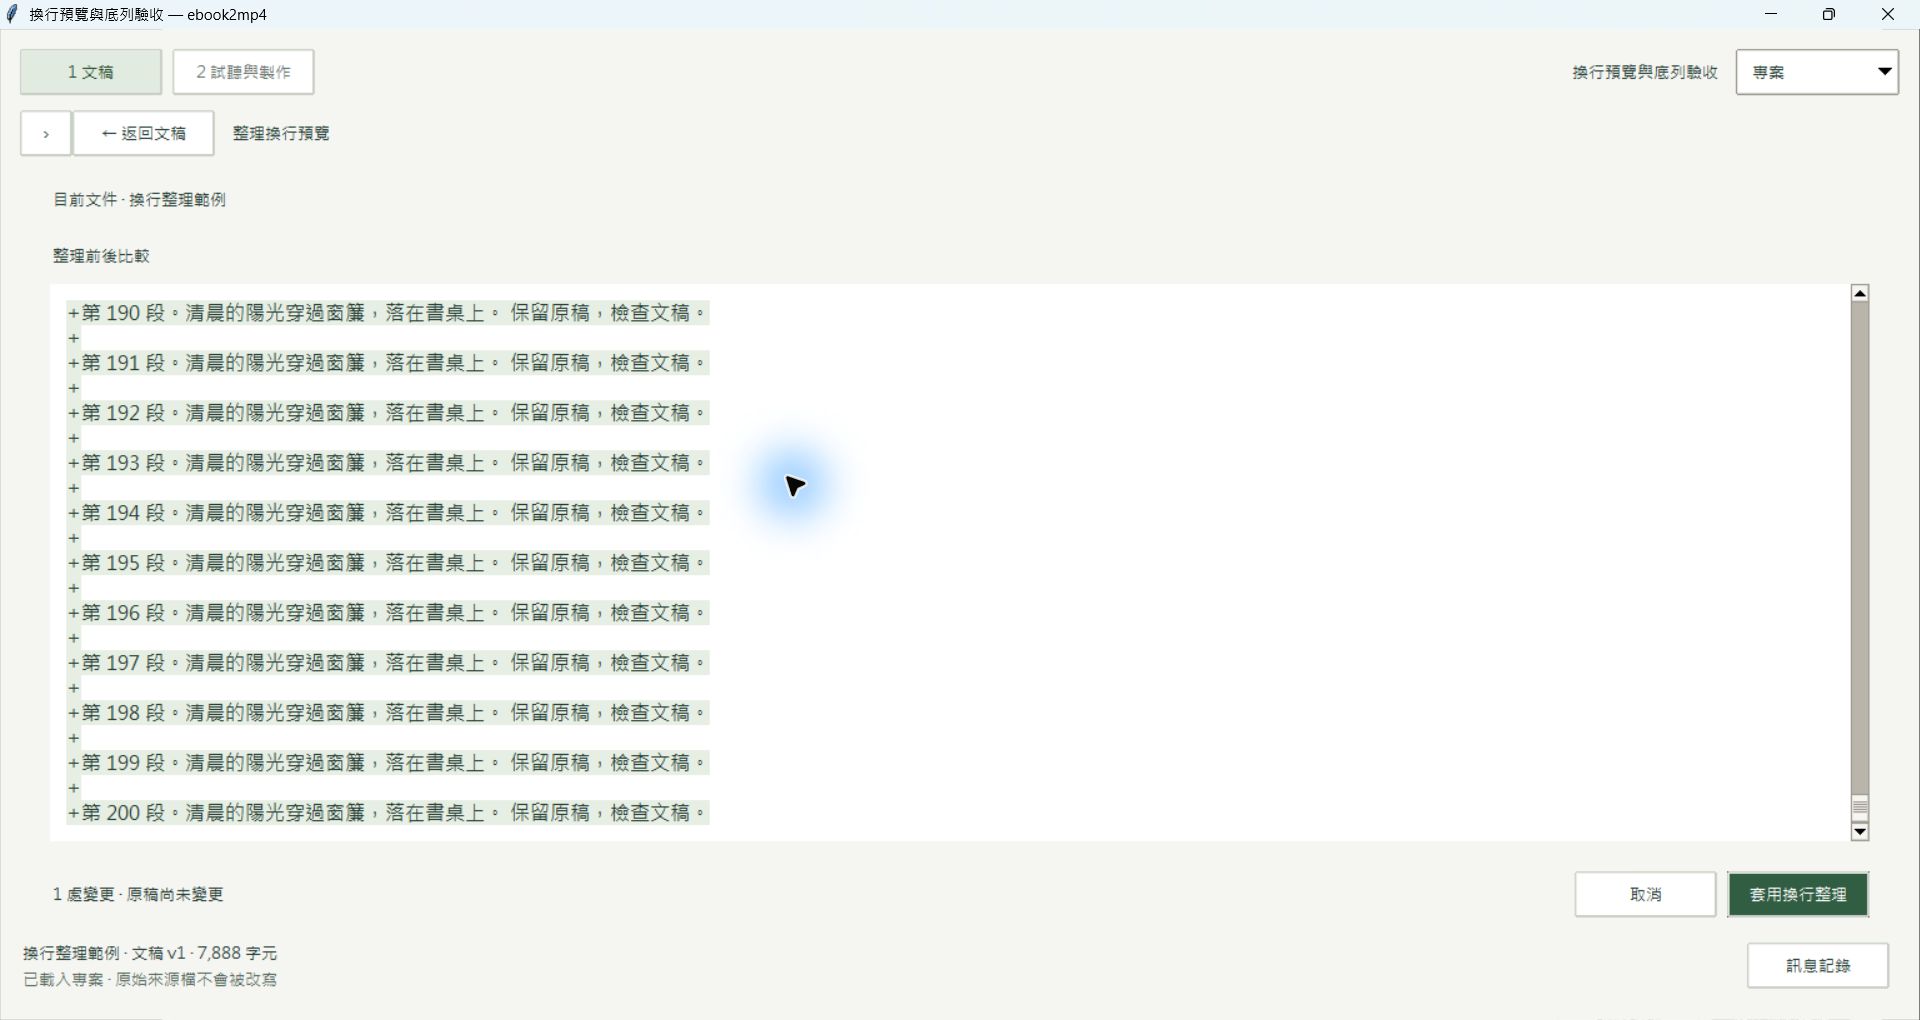 換行預覽與底列驗收 — ebook2mp4
1 文稿
2 試聽與製作
換行預覽與底列驗收
專案
›
← 返回文稿
整理換行預覽
目前文件 · 換行整理範例
整理前後比較
+第 190 段。清晨的陽光穿過窗簾，落在書桌上。 保留原稿，檢查文稿。
+
+第 191 段。清晨的陽光穿過窗簾，落在書桌上。 保留原稿，檢查文稿。
+
+第 192 段。清晨的陽光穿過窗簾，落在書桌上。 保留原稿，檢查文稿。
+
+第 193 段。清晨的陽光穿過窗簾，落在書桌上。 保留原稿，檢查文稿。
+
+第 194 段。清晨的陽光穿過窗簾，落在書桌上。 保留原稿，檢查文稿。
+
+第 195 段。清晨的陽光穿過窗簾，落在書桌上。 保留原稿，檢查文稿。
+
+第 196 段。清晨的陽光穿過窗簾，落在書桌上。 保留原稿，檢查文稿。
+
+第 197 段。清晨的陽光穿過窗簾，落在書桌上。 保留原稿，檢查文稿。
+
+第 198 段。清晨的陽光穿過窗簾，落在書桌上。 保留原稿，檢查文稿。
+
+第 199 段。清晨的陽光穿過窗簾，落在書桌上。 保留原稿，檢查文稿。
+
+第 200 段。清晨的陽光穿過窗簾，落在書桌上。 保留原稿，檢查文稿。
1 處變更 · 原稿尚未變更
取消
套用換行整理
換行整理範例 · 文稿 v1 · 7,888 字元
已載入專案 · 原始來源檔不會被改寫
訊息記錄